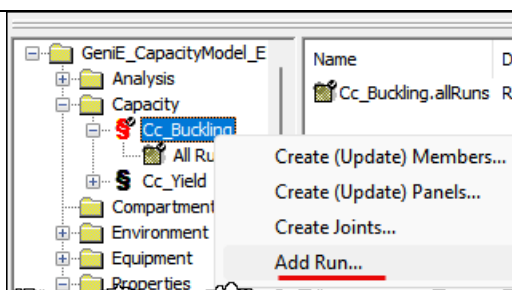 GeniE_CapacityModel_E
Analysis
Capacity
Cc_Buckling
All Ru
Cc_Yield
Compartment
Environment
Equipment
Properties
Name
D
Cc_Buckling.allRuns R
Create (Update) Members...
Create (Update) Panels...
Create Joints...
Add Run...